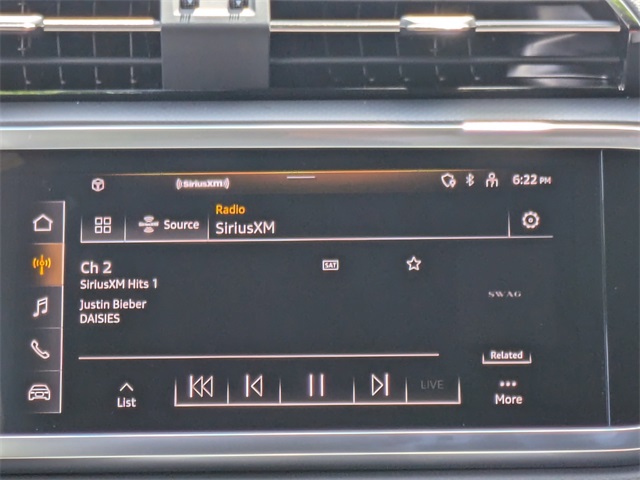 ((SiriusXM))
6:22 PM
Radio
Source
SiriusXM
Ch 2
SAT
SiriusXM Hits 1
Justin Bieber
SWAG
DAISIES
Related
LIVE
List
More